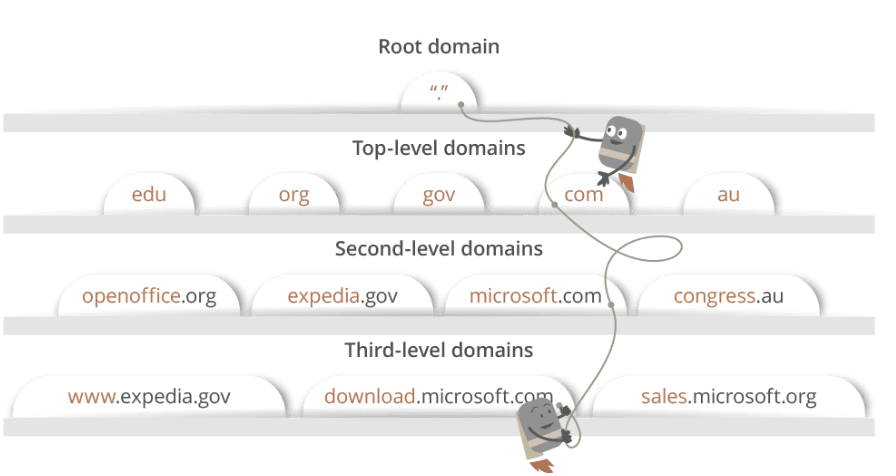 Root domain
“.”
Top-level domains
edu org gov com au
Second-level domains
openoffice.org expedia.gov microsoft.com congress.au
Third-level domains
www.expedia.gov download.microsoft.com sales.microsoft.org